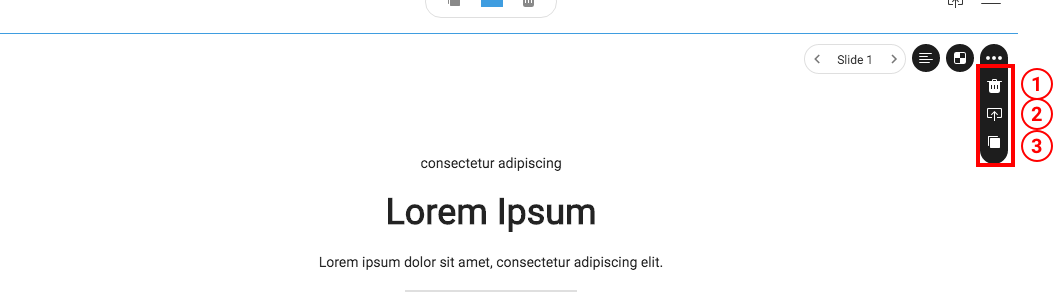 Slide 1
1
2
3
consectetur adipiscing
Lorem Ipsum
Lorem ipsum dolor sit amet, consectetur adipiscing elit.